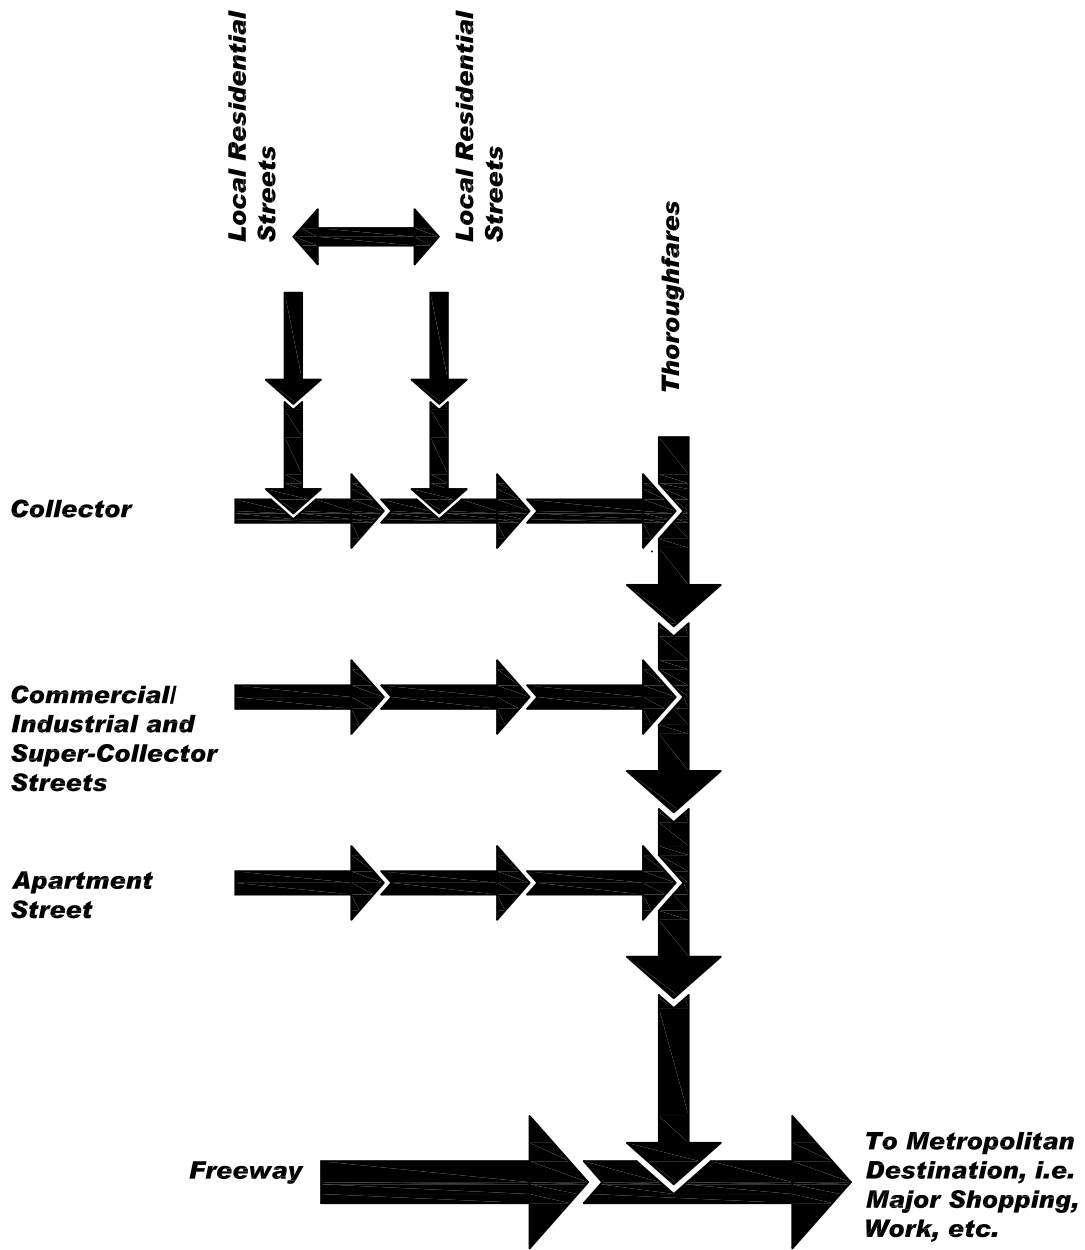 Local Residential
Streets
Local Residential
Streets
Thoroughfares
Collector
Commercial/
Industrial and
Super-Collector
Streets
Apartment
Street
Freeway
To Metropolitan
Destination, i.e.
Major Shopping,
Work, etc.